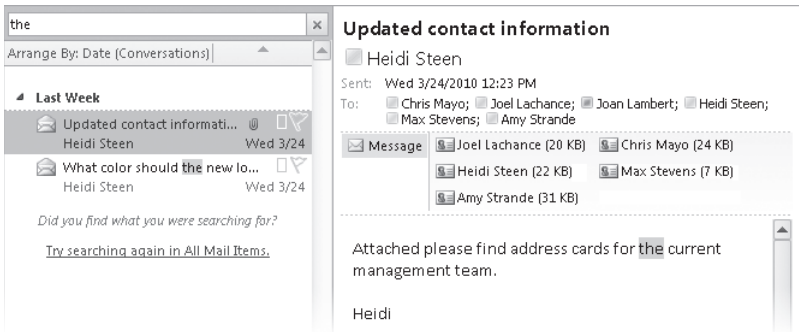 the
Arrange By: Date (Conversations)
Last Week
Updated contact informati...
Heidi Steen Wed 3/24
What color should the new lo...
Heidi Steen Wed 3/24
Did you find what you were searching for?
Try searching again in All Mail Items.
Updated contact information
Heidi Steen
Sent: Wed 3/24/2010 12:23 PM
To: Chris Mayo; Joel Lachance; Joan Lambert; Heidi Steen;
Max Stevens; Amy Strande
Message Joel Lachance (20 KB) Chris Mayo (24 KB)
Heidi Steen (22 KB) Max Stevens (7 KB)
Amy Strande (31 KB)
Attached please find address cards for the current
management team.
Heidi